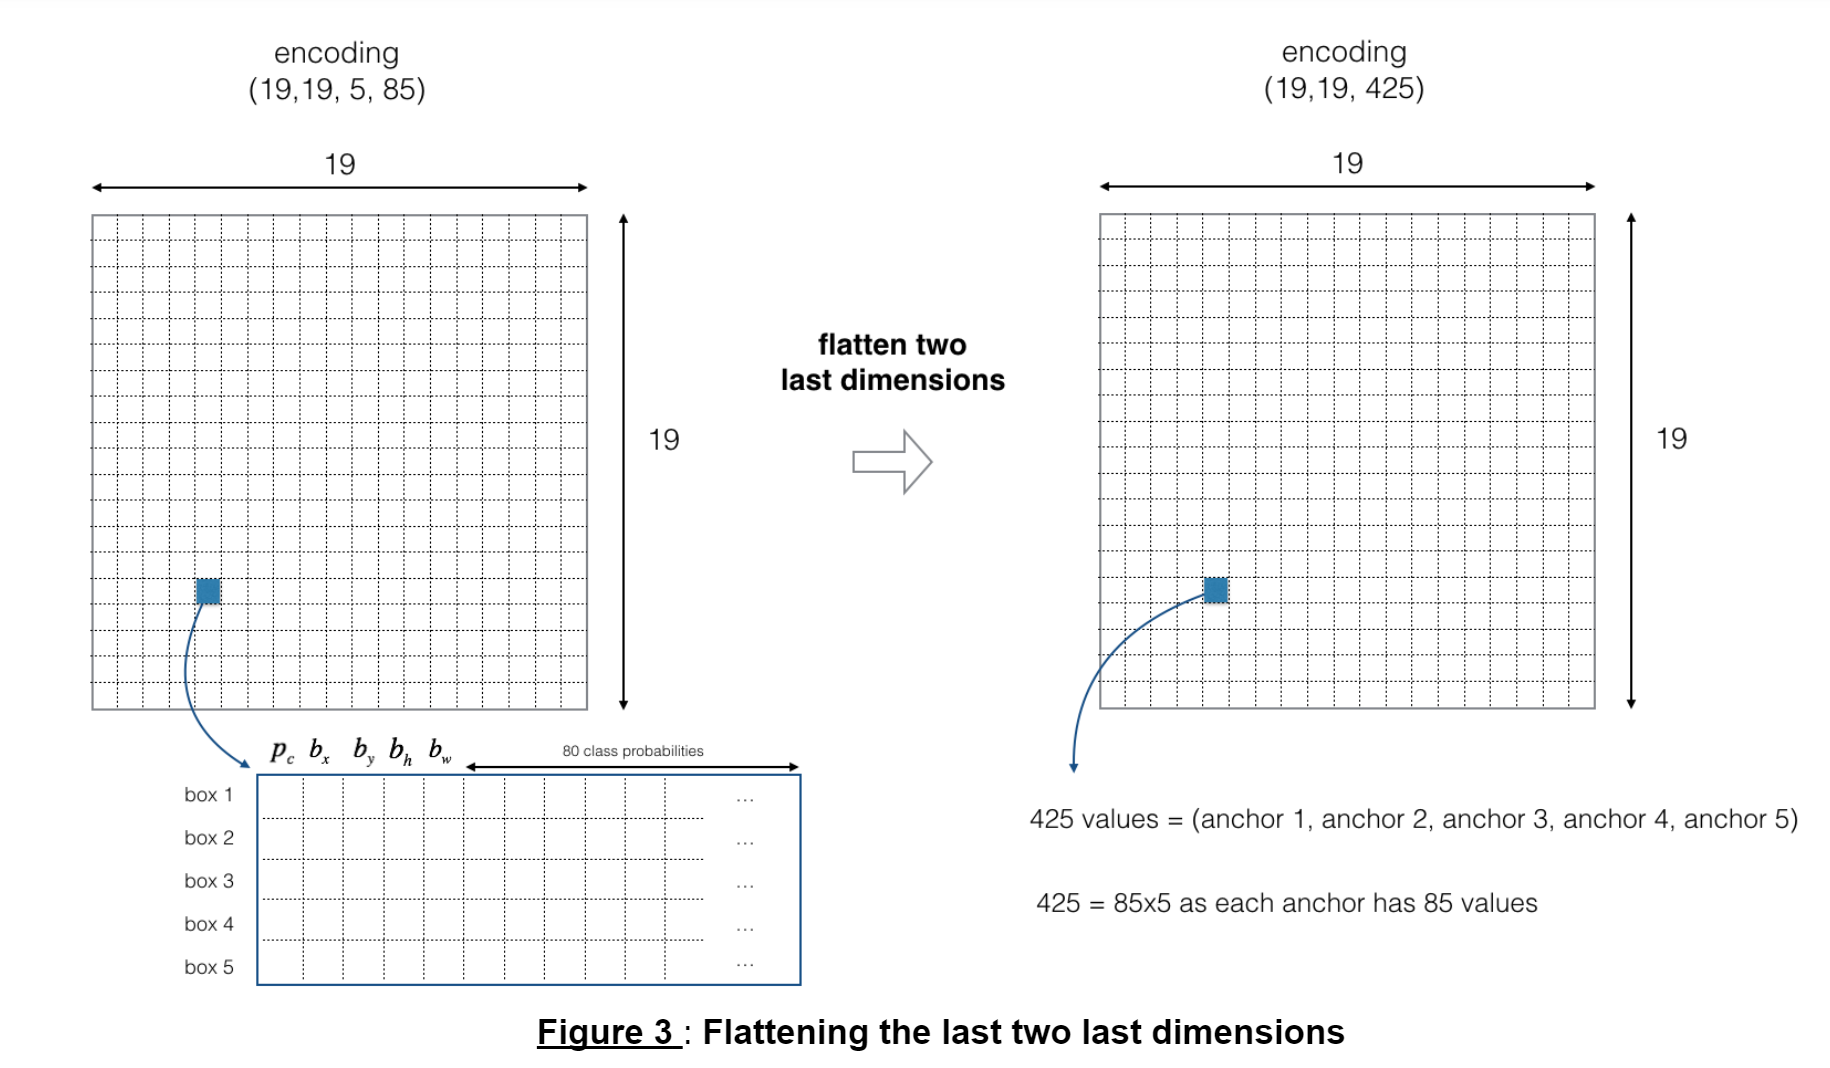 encoding
(19,19, 5, 85)
19
19
p_c b_x b_y b_h b_w
80 class probabilities
box 1 ...
box 2 ...
box 3 ...
box 4 ...
box 5 ...
flatten two
last dimensions
encoding
(19,19, 425)
19
19
425 values = (anchor 1, anchor 2, anchor 3, anchor 4, anchor 5)
425 = 85x5 as each anchor has 85 values
Figure 3 : Flattening the last two last dimensions